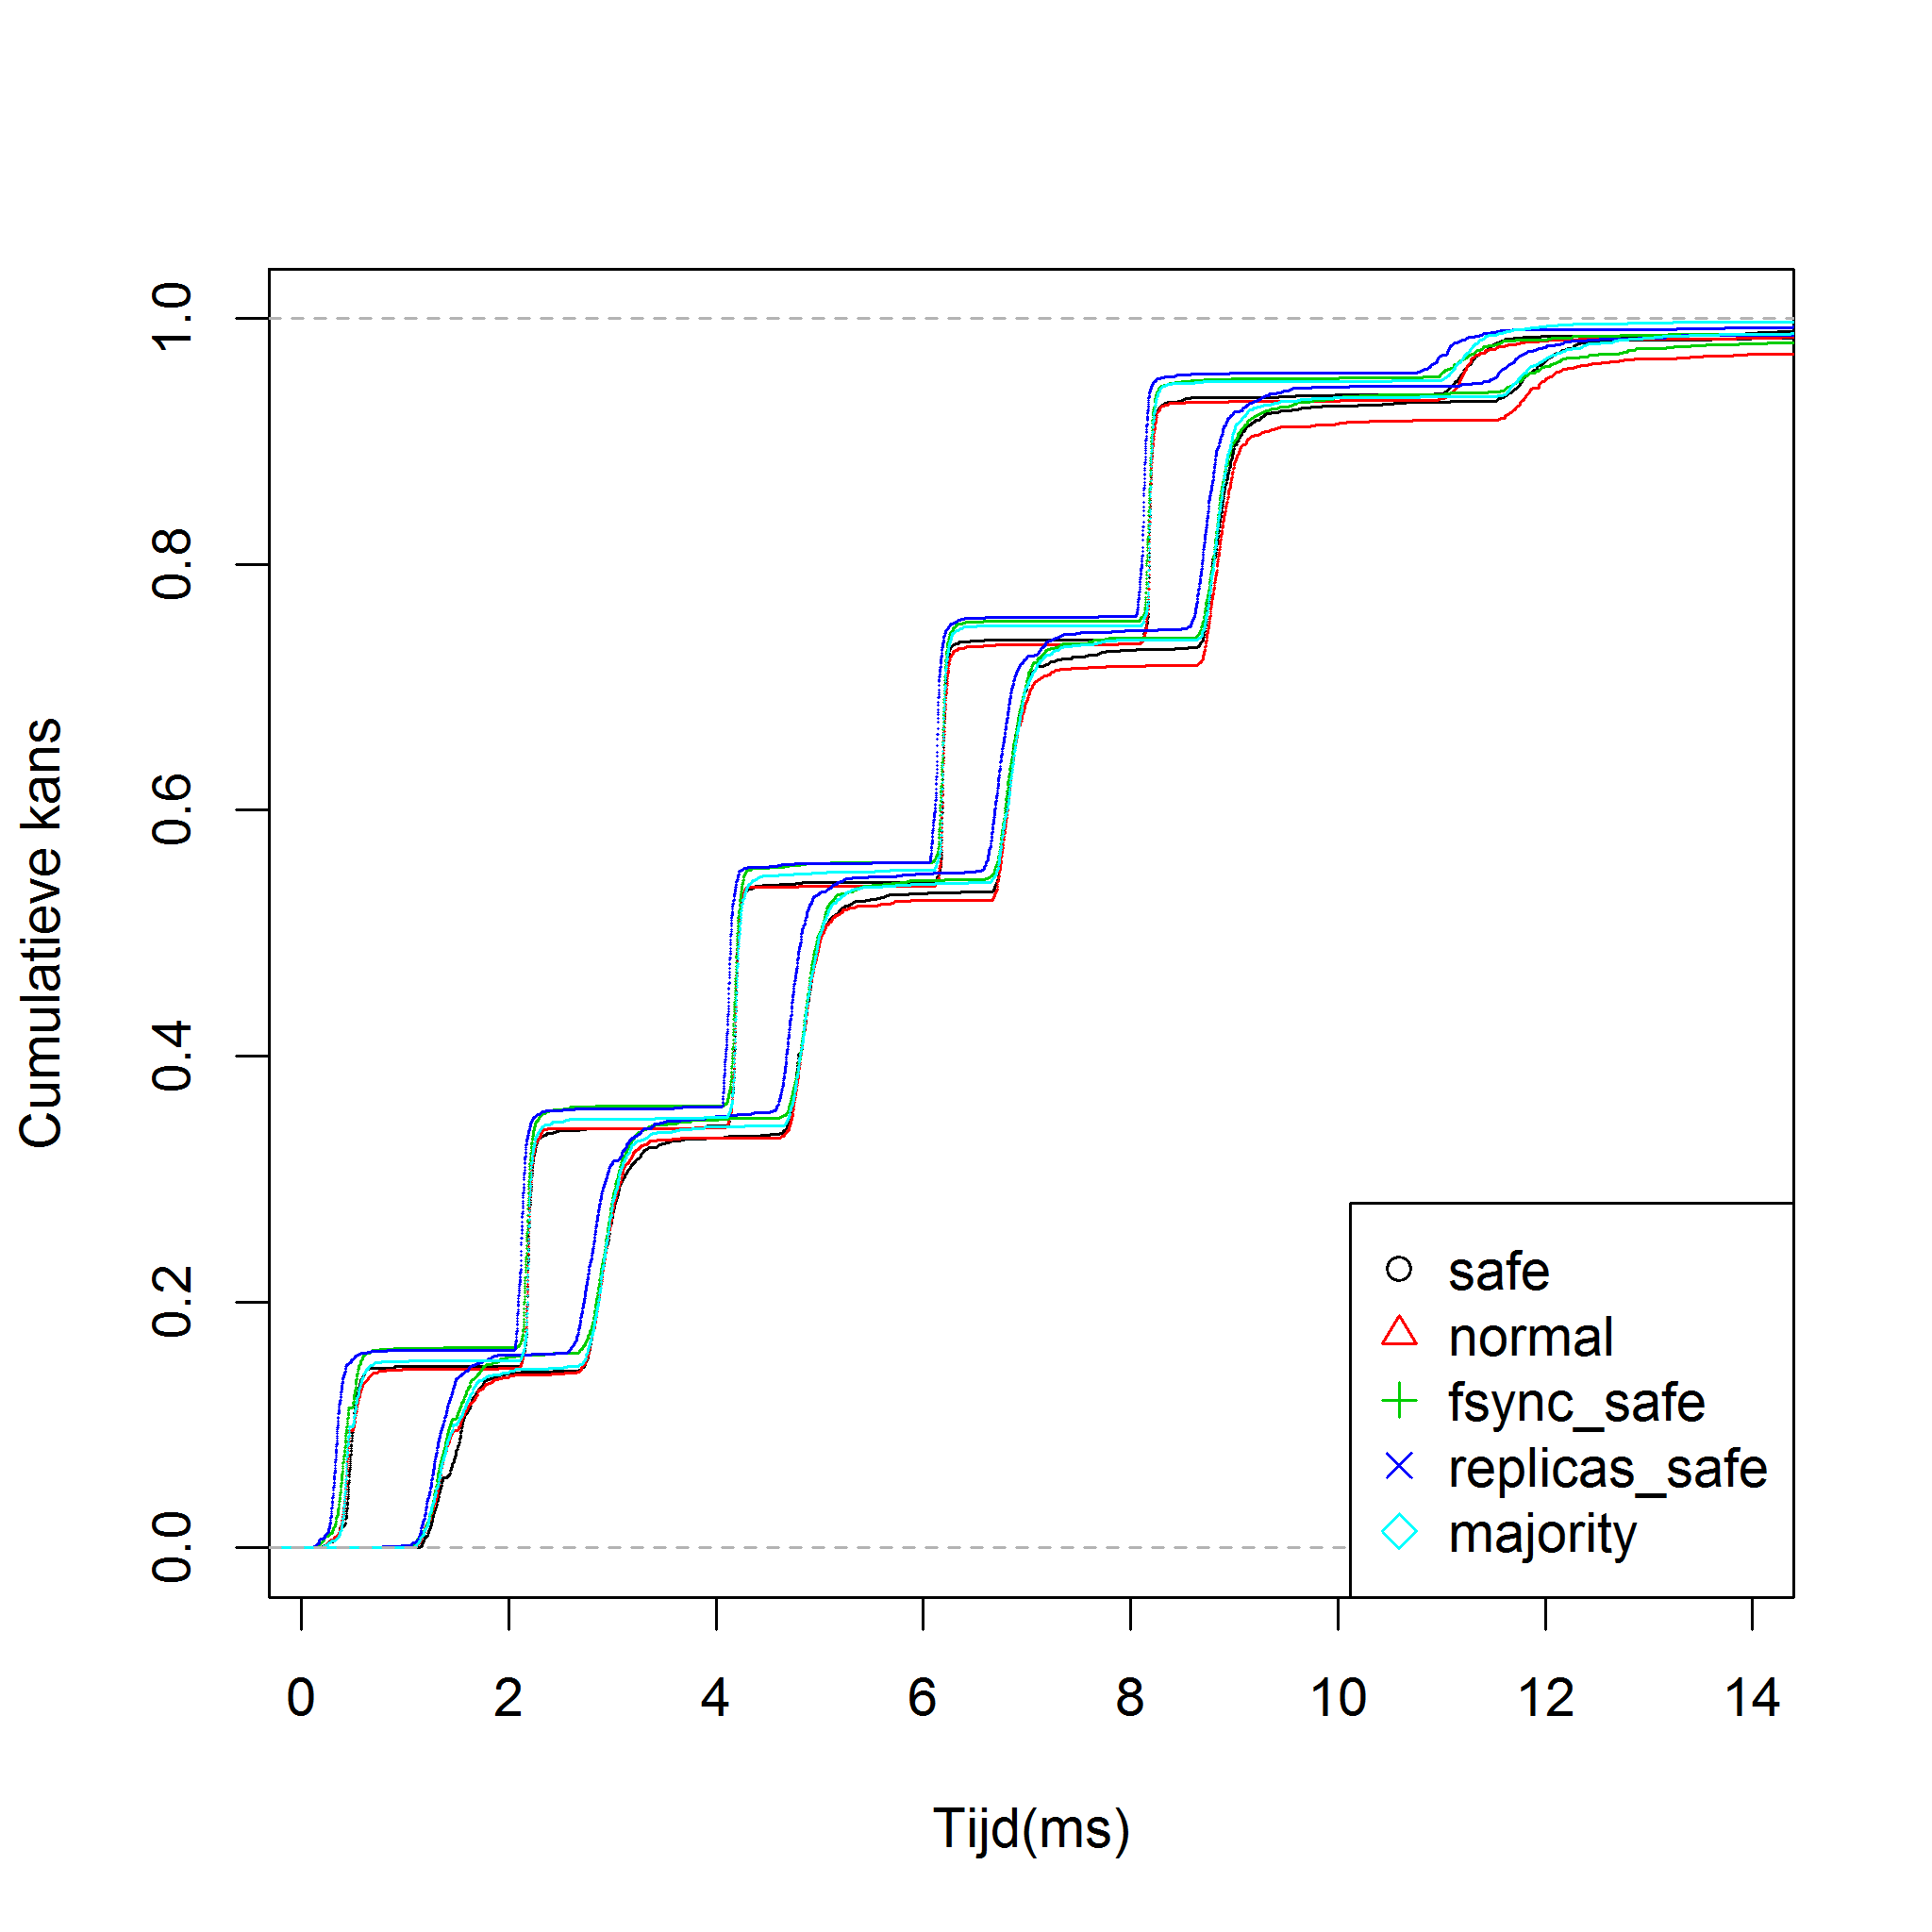 Cumulatieve kans
1.0
0.8
0.6
0.4
0.2
0.0
safe
normal
fsync_safe
replicas_safe
majority
0 2 4 6 8 10 12 14
Tijd(ms)